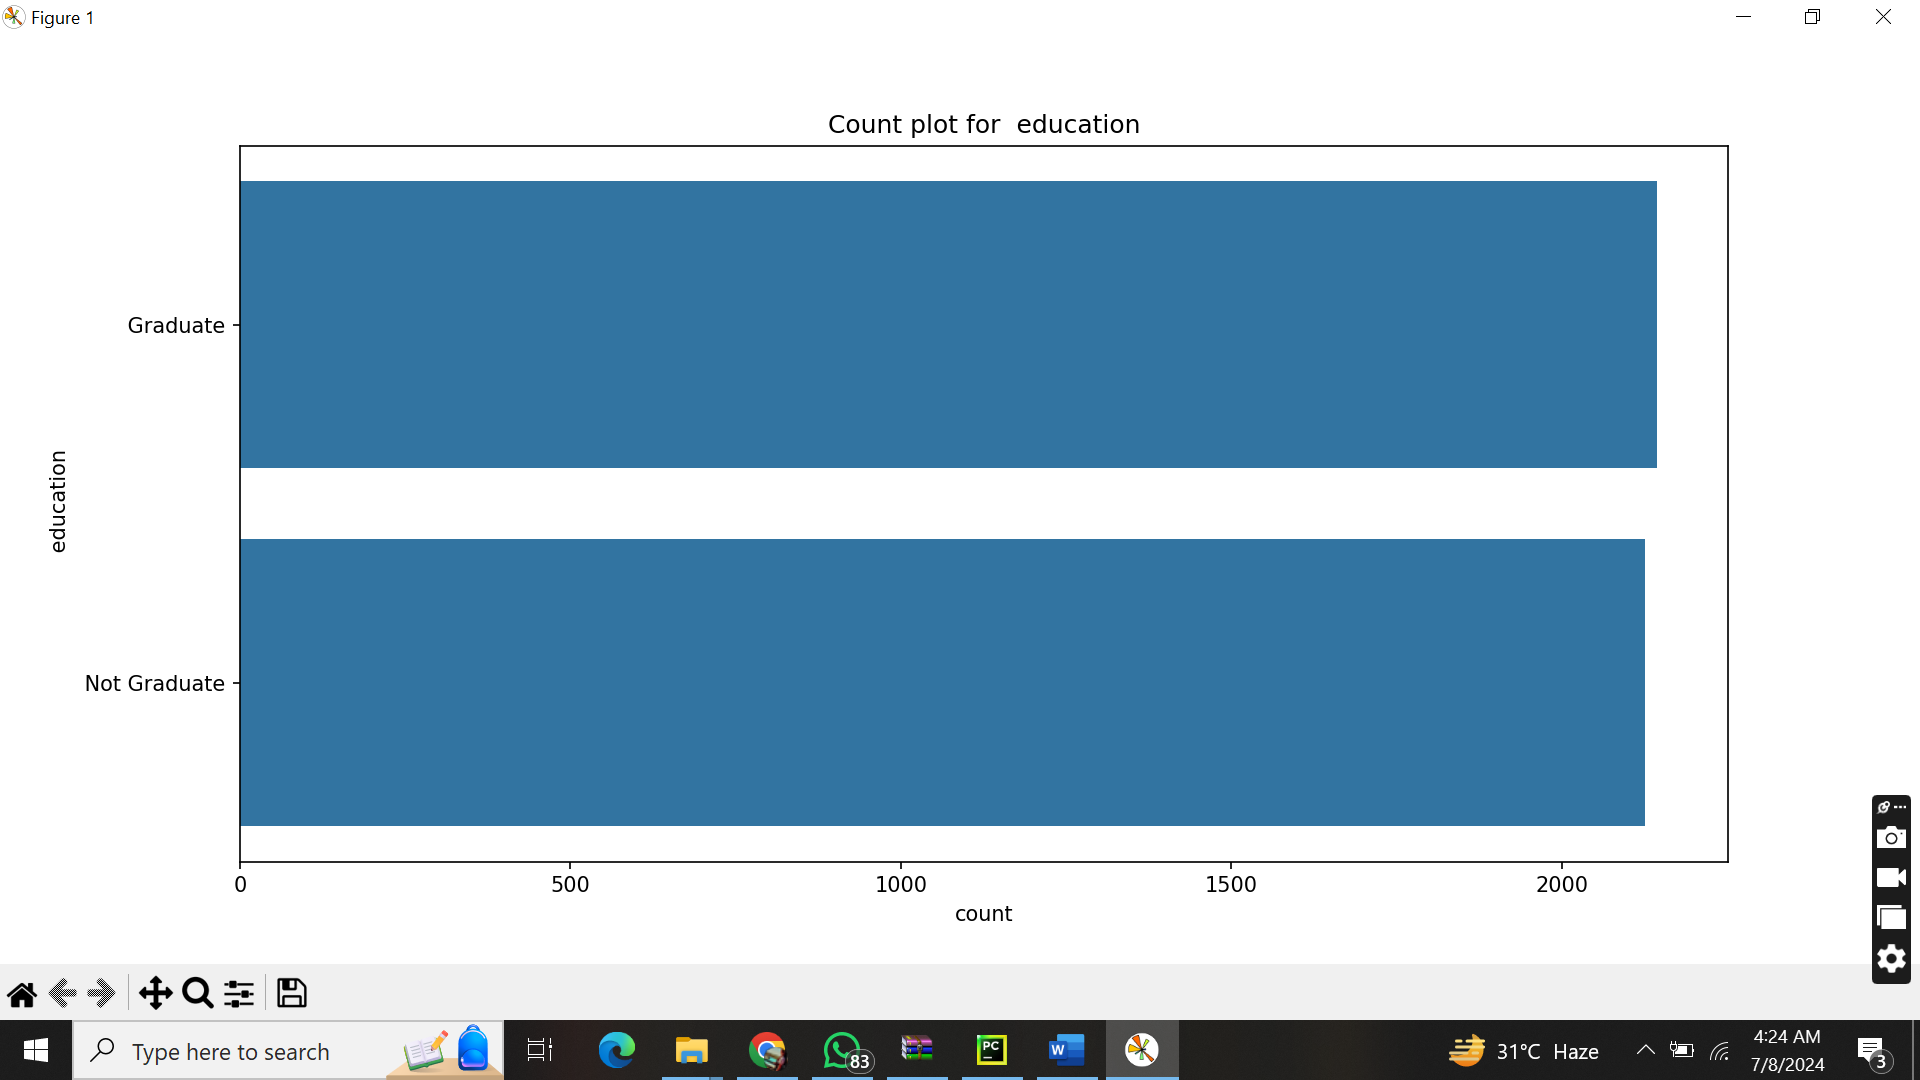 Figure 1
Count plot for  education
Graduate
education
Not Graduate
0 500 1000 1500 2000
count
Type here to search
83
PC
W
31°C Haze
4:24 AM
7/8/2024
3